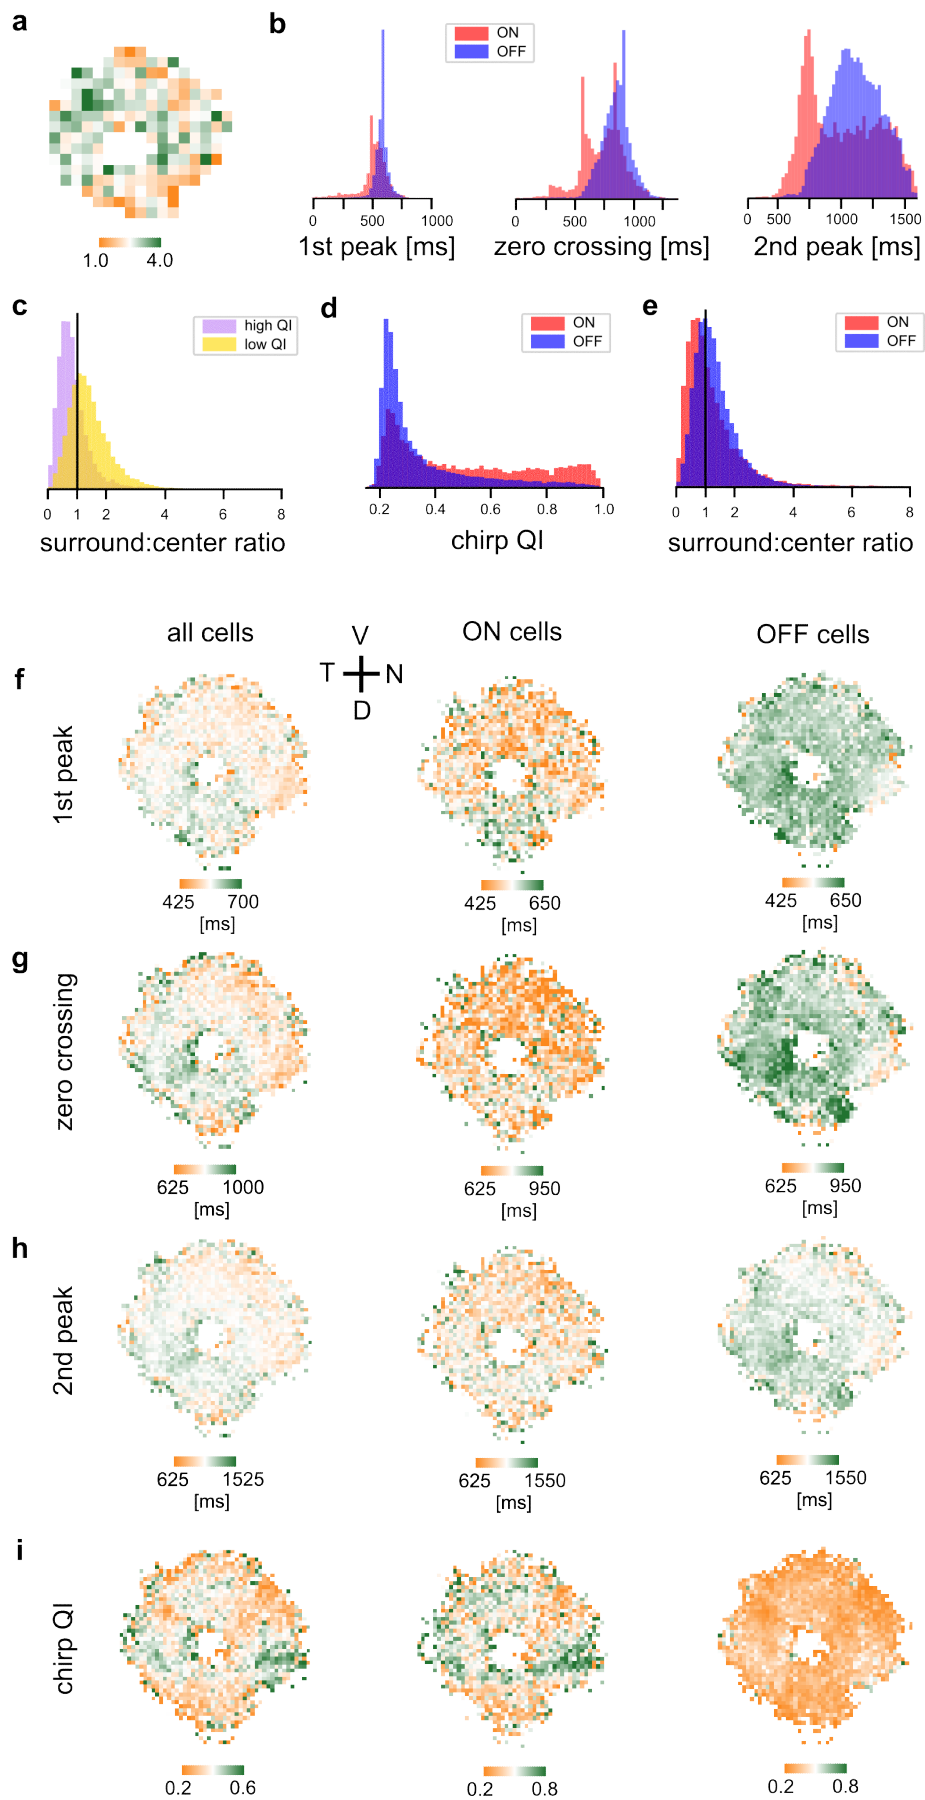 a
1.0 4.0
b
ON
OFF
0 500 1000
1st peak [ms]
0 500 1000
zero crossing [ms]
0 500 1000 1500
2nd peak [ms]
c
high QI
low QI
0 1 2 4 6 8
surround:center ratio
d
ON
OFF
0.2 0.4 0.6 0.8 1.0
chirp QI
e
ON
OFF
0 1 2 4 6 8
surround:center ratio
all cells
ON cells
OFF cells
V
T N
D
f
1st peak
425 700
[ms]
425 650
[ms]
425 650
[ms]
g
zero crossing
625 1000
[ms]
625 950
[ms]
625 950
[ms]
h
2nd peak
625 1525
[ms]
625 1550
[ms]
625 1550
[ms]
i
chirp QI
0.2 0.6
0.2 0.8
0.2 0.8